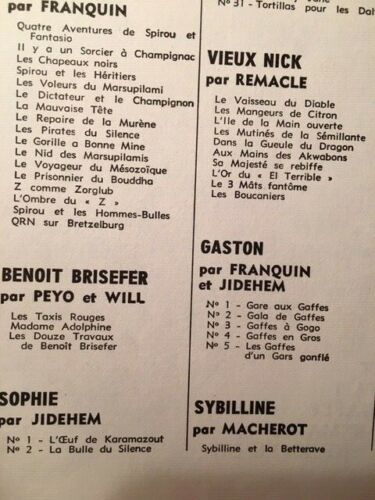 par FRANQUIN
Quatre Aventures de Spirou et
Fantasio
Il y a un Sorcier à Champignac
Les Chapeaux noirs
Spirou et les Héritiers
Les Voleurs du Marsupilami
Le Dictateur et le Champignon
La Mauvaise Tête
Le Repaire de la Murène
Les Pirates du Silence
Le Gorille a Bonne Mine
Le Nid des Marsupilamis
Le Voyageur du Mésozoïque
Le Prisonnier du Bouddha
Z comme Zorglub
L'Ombre du « Z »
Spirou et les Hommes-Bulles
QRN sur Bretzelburg
BENOIT BRISEFER
par PEYO et WILL
Les Taxis Rouges
Madame Adolphine
Les Douze Travaux
de Benoît Brisefer
SOPHIE
par JIDEHEM
Nº 1 - L'Œuf de Karamazout
Nº 2 - La Bulle du Silence
Nº 31 - Tortillas pour les
VIEUX NICK
par REMACLE
Le Vaisseau du Diable
Les Mangeurs de Citron
L'Ile de la Main ouverte
Les Mutinés de la Sémillante
Dans la Gueule du Dragon
Aux Mains des Akwabons
Sa Majesté se rebiffe
L'Or du « El Terrible »
Le 3 Mâts fantôme
Les Boucaniers
GASTON
par FRANQUIN
et JIDEHEM
Nº 1 - Gare aux Gaffes
Nº 2 - Gala de Gaffes
Nº 3 - Gaffes à Gogo
Nº 4 - Gaffes en Gros
Nº 5 - Les Gaffes
d'un Gars gonflé
SYBILLINE
par MACHEROT
Sybilline et la Betterave